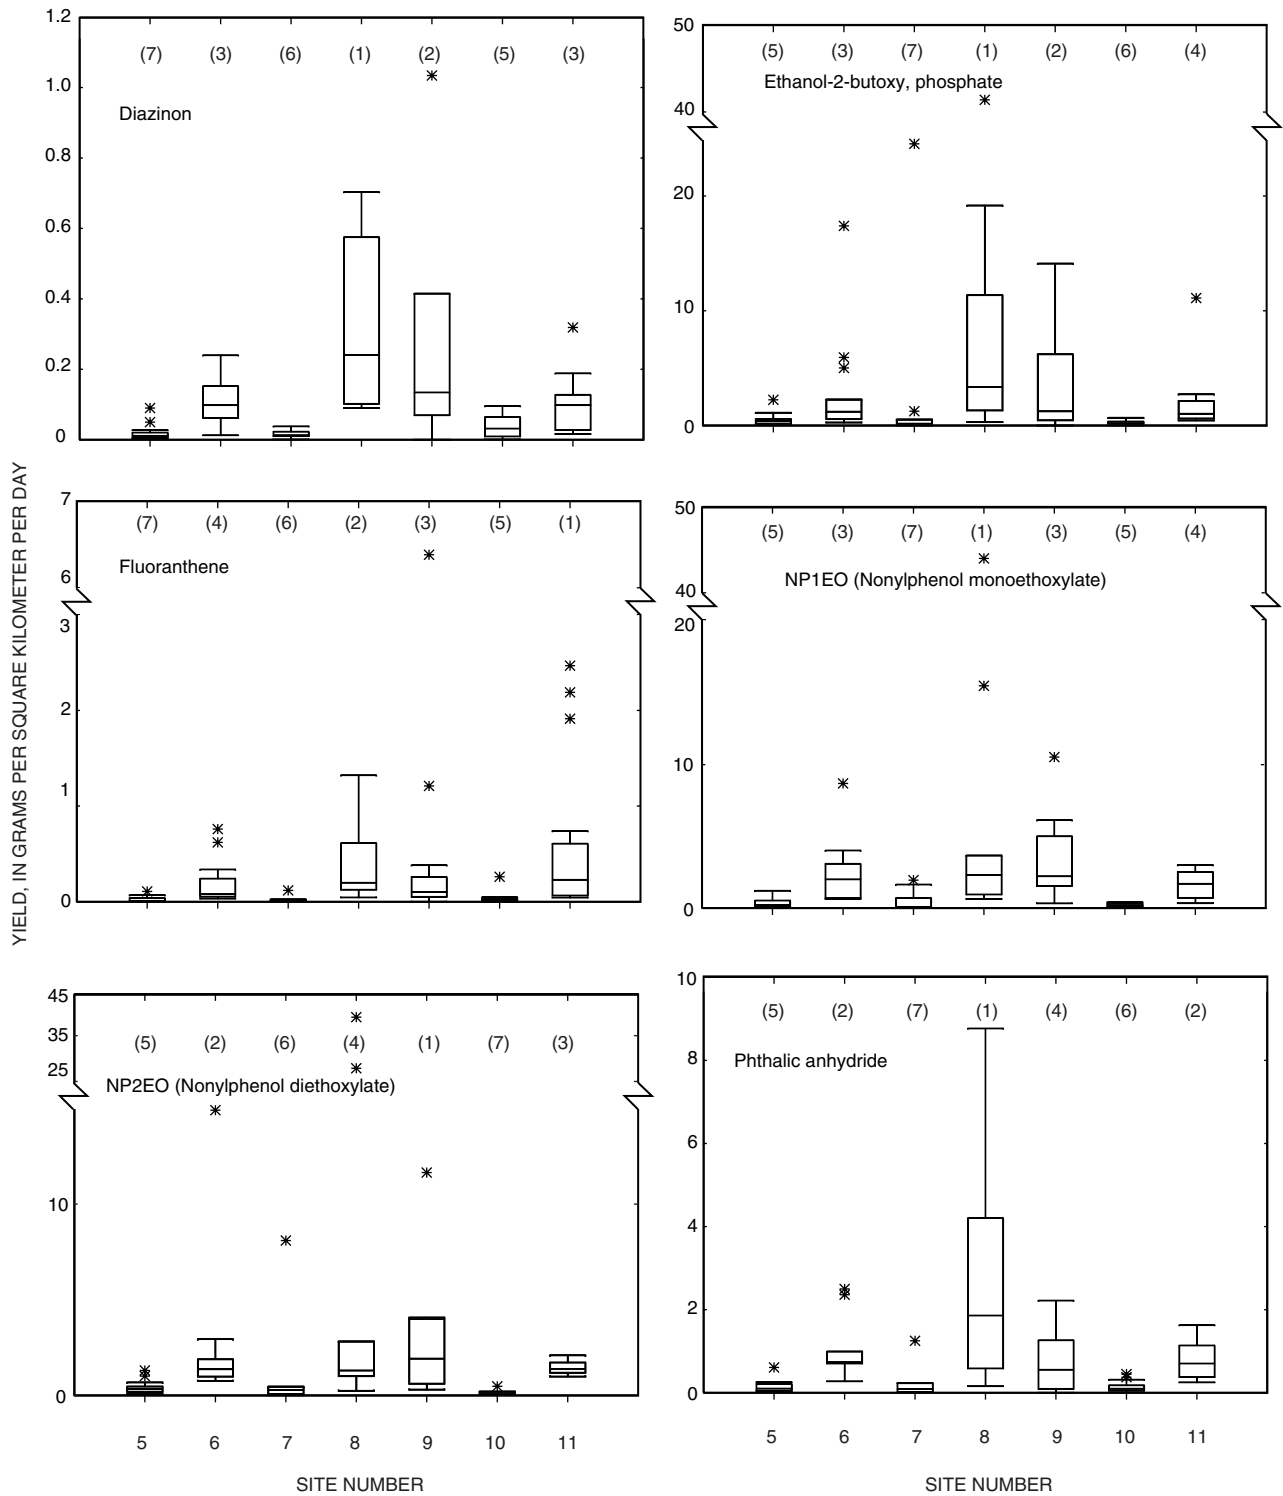 YIELD, IN GRAMS PER SQUARE KILOMETER PER DAY
1.2
1.0
0.8
0.6
0.4
0.2
0
(7) (3) (6) (1) (2) (5) (3)
Diazinon
50
40
20
10
0
(5) (3) (7) (1) (2) (6) (4)
Ethanol-2-butoxy, phosphate
7
6
3
2
1
0
(7) (4) (6) (2) (3) (5) (1)
Fluoranthene
50
40
20
10
0
(5) (3) (7) (1) (3) (5) (4)
NP1EO (Nonylphenol monoethoxylate)
45
35
25
10
0
(5) (2) (6) (4) (1) (7) (3)
NP2EO (Nonylphenol diethoxylate)
5 6 7 8 9 10 11
SITE NUMBER
10
8
6
4
2
0
(5) (2) (7) (1) (4) (6) (2)
Phthalic anhydride
5 6 7 8 9 10 11
SITE NUMBER